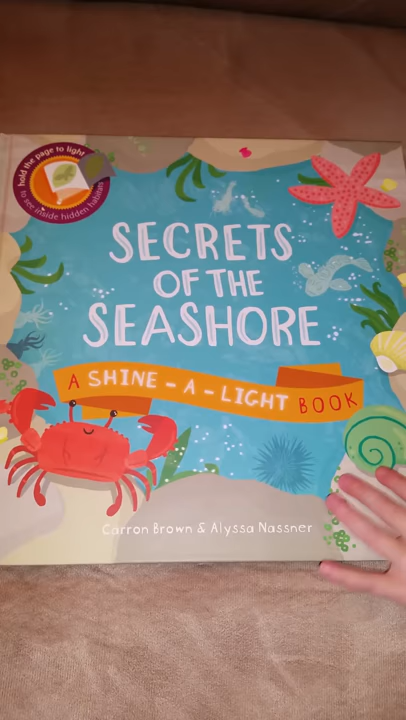 hold the page to light
to see inside hidden habitats
SECRETS
OF THE
SEASHORE
A SHINE-A-LIGHT BOOK
Carron Brown & Alyssa Nassner